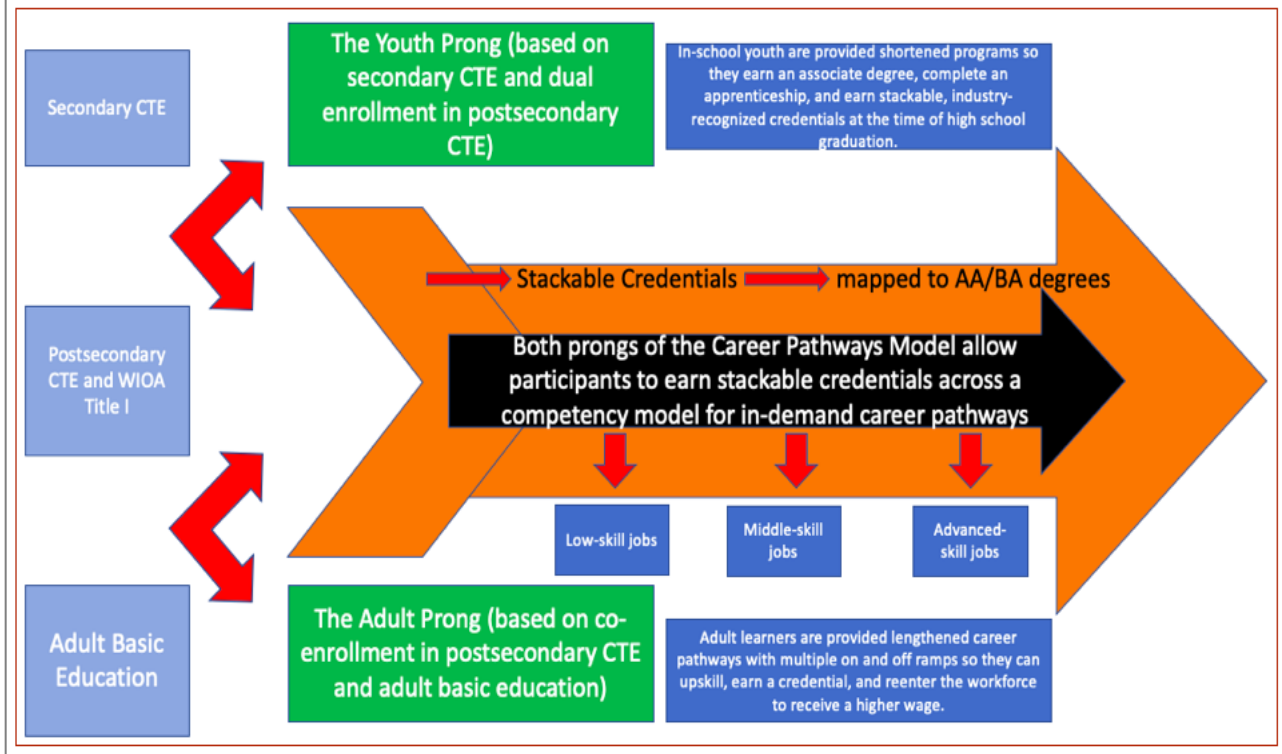 Secondary CTE
The Youth Prong (based on
secondary CTE and dual
enrollment in postsecondary
CTE)
In-school youth are provided shortened programs so
they earn an associate degree, complete an
apprenticeship, and earn stackable, industry-
recognized credentials at the time of high school
graduation.
Stackable Credentials
mapped to AA/BA degrees
Postsecondary
CTE and WIOA
Title I
Both prongs of the Career Pathways Model allow
participants to earn stackable credentials across a
competency model for in-demand career pathways
Low-skill jobs
Middle-skill
jobs
Advanced-
skill jobs
Adult Basic
Education
The Adult Prong (based on co-
enrollment in postsecondary CTE
and adult basic education)
Adult learners are provided lengthened career
pathways with multiple on and off ramps so they can
upskill, earn a credential, and reenter the workforce
to receive a higher wage.